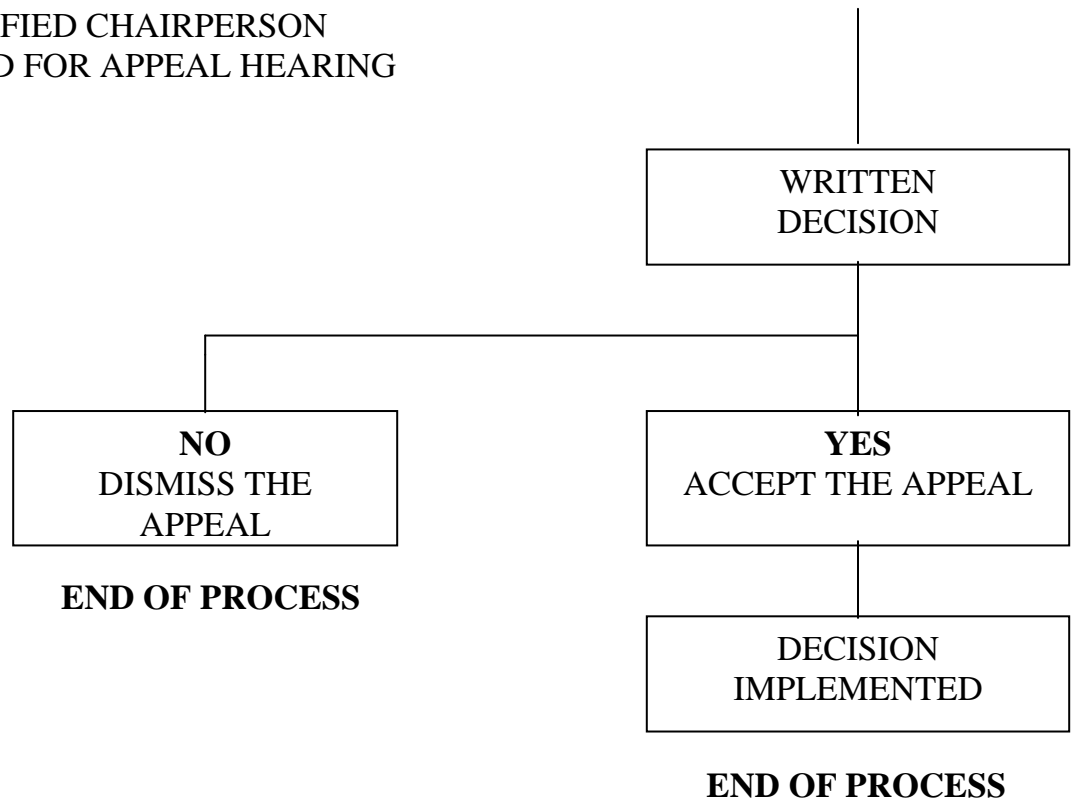 FIED CHAIRPERSON
FOR APPEAL HEARING
WRITTEN
DECISION
NO
DISMISS THE
APPEAL
YES
ACCEPT THE APPEAL
END OF PROCESS
DECISION
IMPLEMENTED
END OF PROCESS